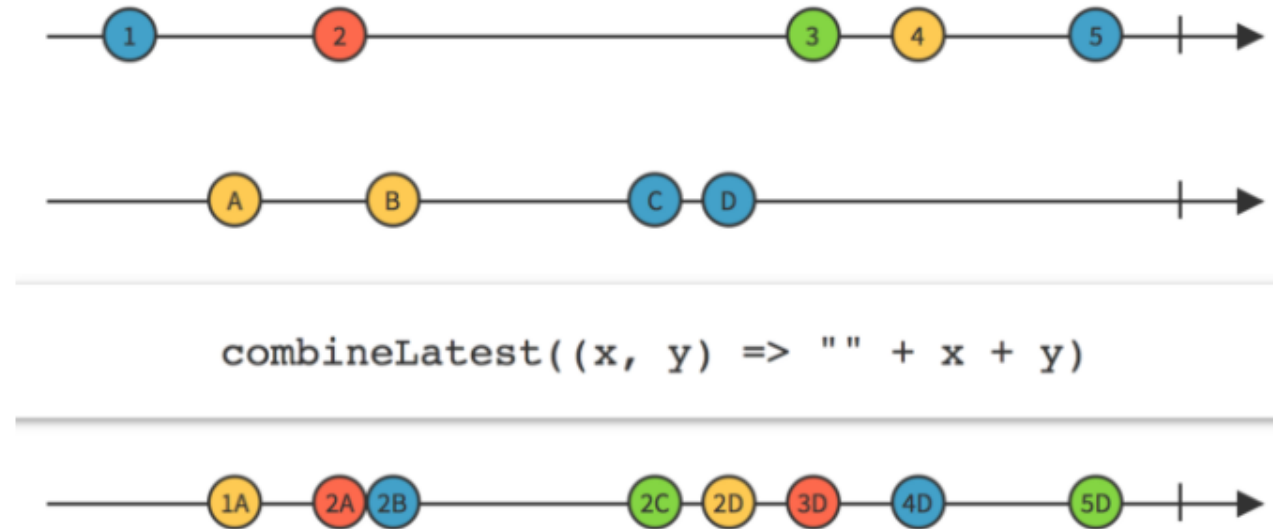 1 2 3 4 5
A B C D
combineLatest((x, y) => "" + x + y)
1A 2A 2B 2C 2D 3D 4D 5D